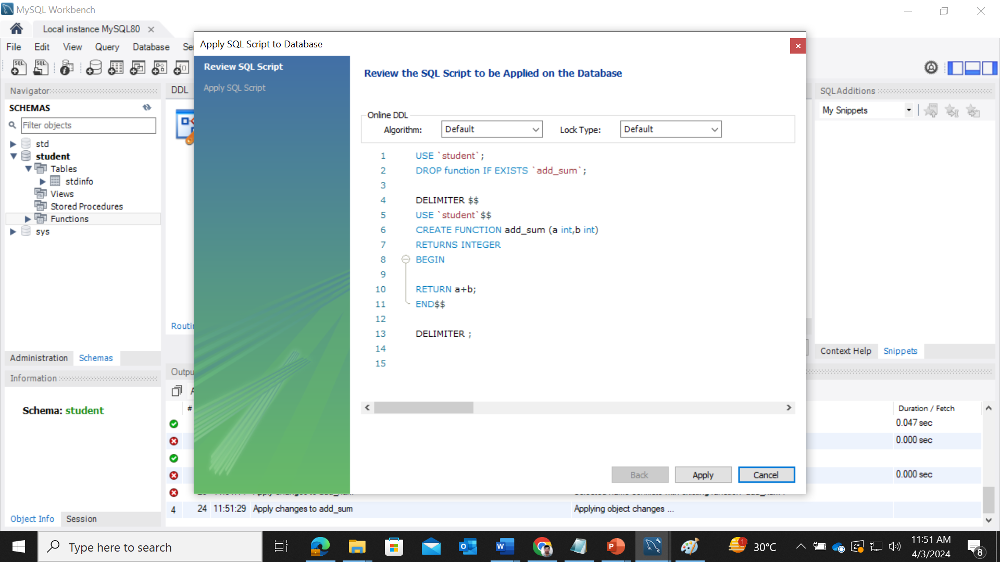 MySQL Workbench
Local instance MySQL80
File Edit View Query Database
Navigator
SCHEMAS
Filter objects
std
student
Tables
stdinfo
Views
Stored Procedures
Functions
sys
Administration Schemas
Information
Schema: student
Object Info Session
DDL
Apply SQL Script to Database
Review SQL Script
Apply SQL Script
Review the SQL Script to be Applied on the Database
Online DDL
Algorithm: Default Lock Type: Default
1 USE `student`;
2 DROP function IF EXISTS `add_sum`;
3
4 DELIMITER $$
5 USE `student`$$
6 CREATE FUNCTION add_sum (a int,b int)
7 RETURNS INTEGER
8 BEGIN
9
10 RETURN a+b;
11 END$$
12
13 DELIMITER ;
14
15
Back Apply Cancel
SQLAdditions
My Snippets
Context Help Snippets
#
Duration / Fetch
0.047 sec
0.000 sec
0.000 sec
4 24 11:51:29 Apply changes to add_sum Applying object changes ...
Type here to search
1
30°C
11:51 AM
4/3/2024
8